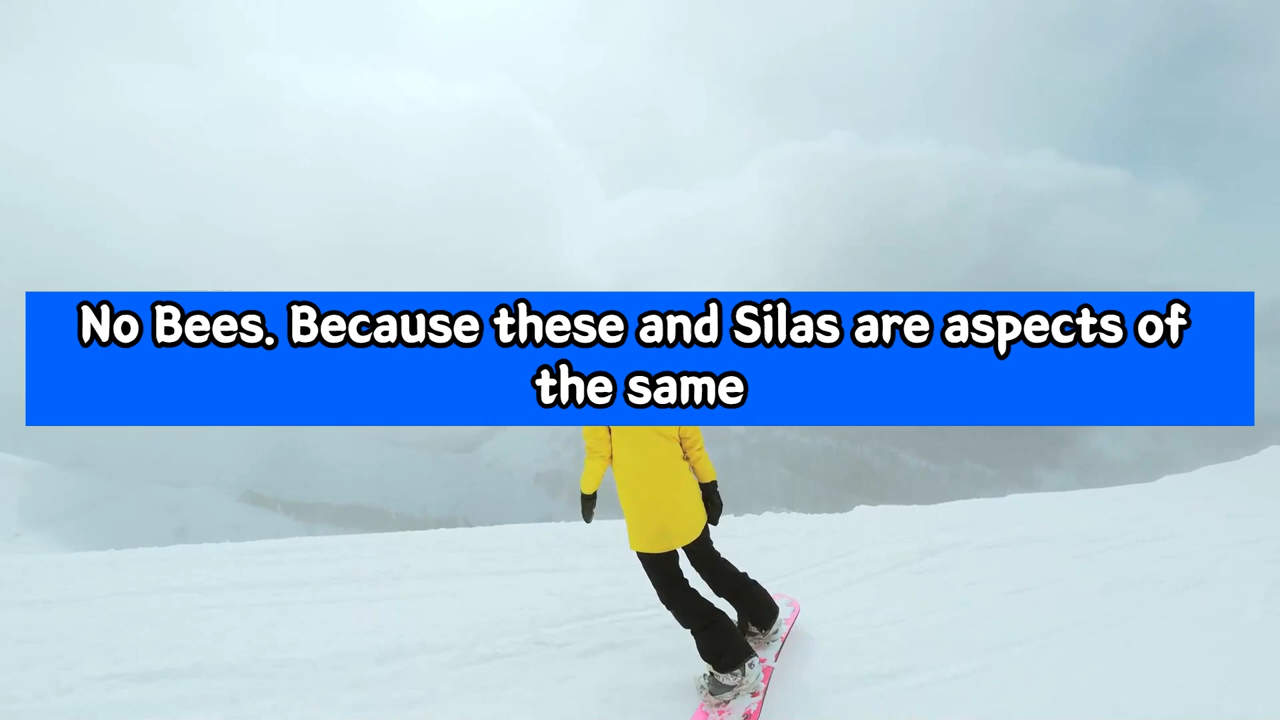 No Bees. Because these and Silas are aspects of
the same